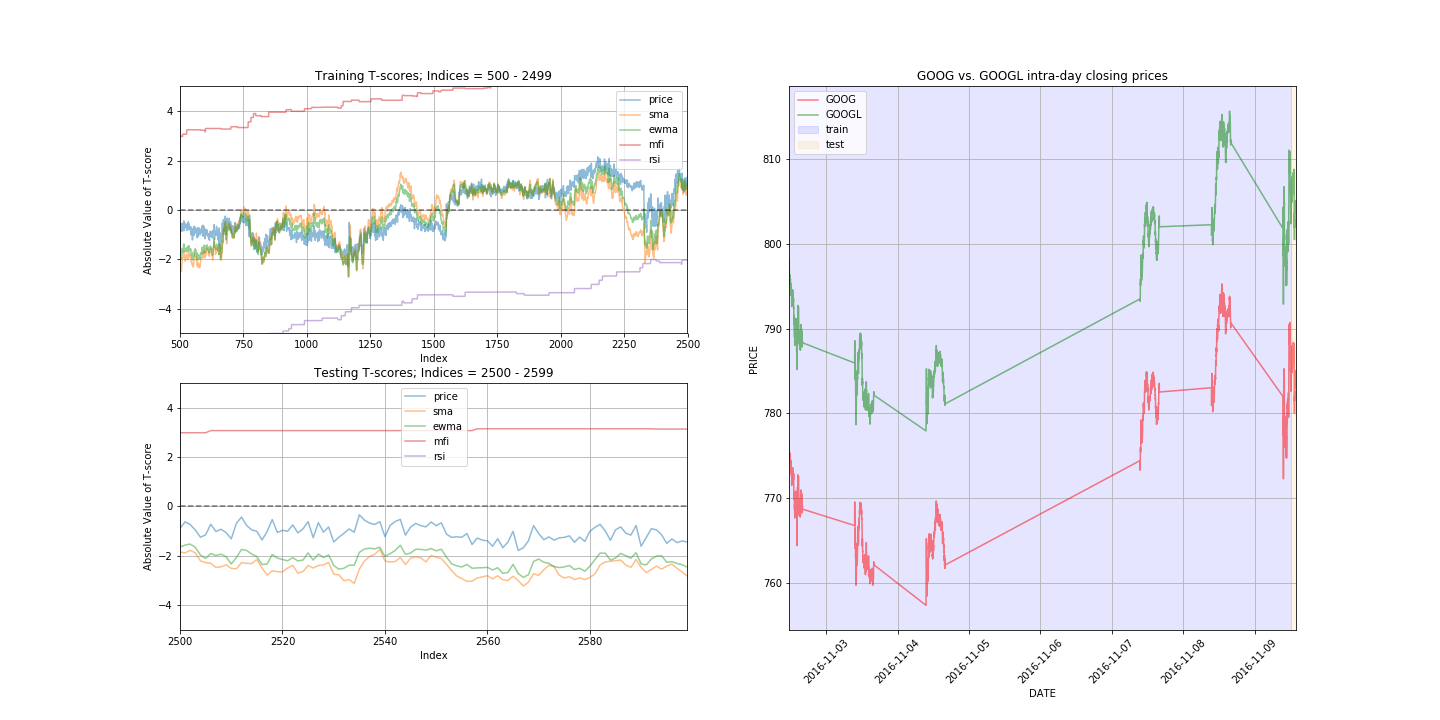 Training T-scores; Indices = 500 - 2499
Absolute Value of T-score
4
2
0
−2
−4
price
sma
ewma
mfi
rsi
500 750 1000 1250 1500 1750 2000 2250 2500
Index
Testing T-scores; Indices = 2500 - 2599
Absolute Value of T-score
4
2
0
−2
−4
price
sma
ewma
mfi
rsi
2500 2520 2540 2560 2580
Index
GOOG vs. GOOGL intra-day closing prices
GOOG
GOOGL
train
test
PRICE
810
800
790
780
770
760
2016-11-03 2016-11-04 2016-11-05 2016-11-06 2016-11-07 2016-11-08 2016-11-09
DATE